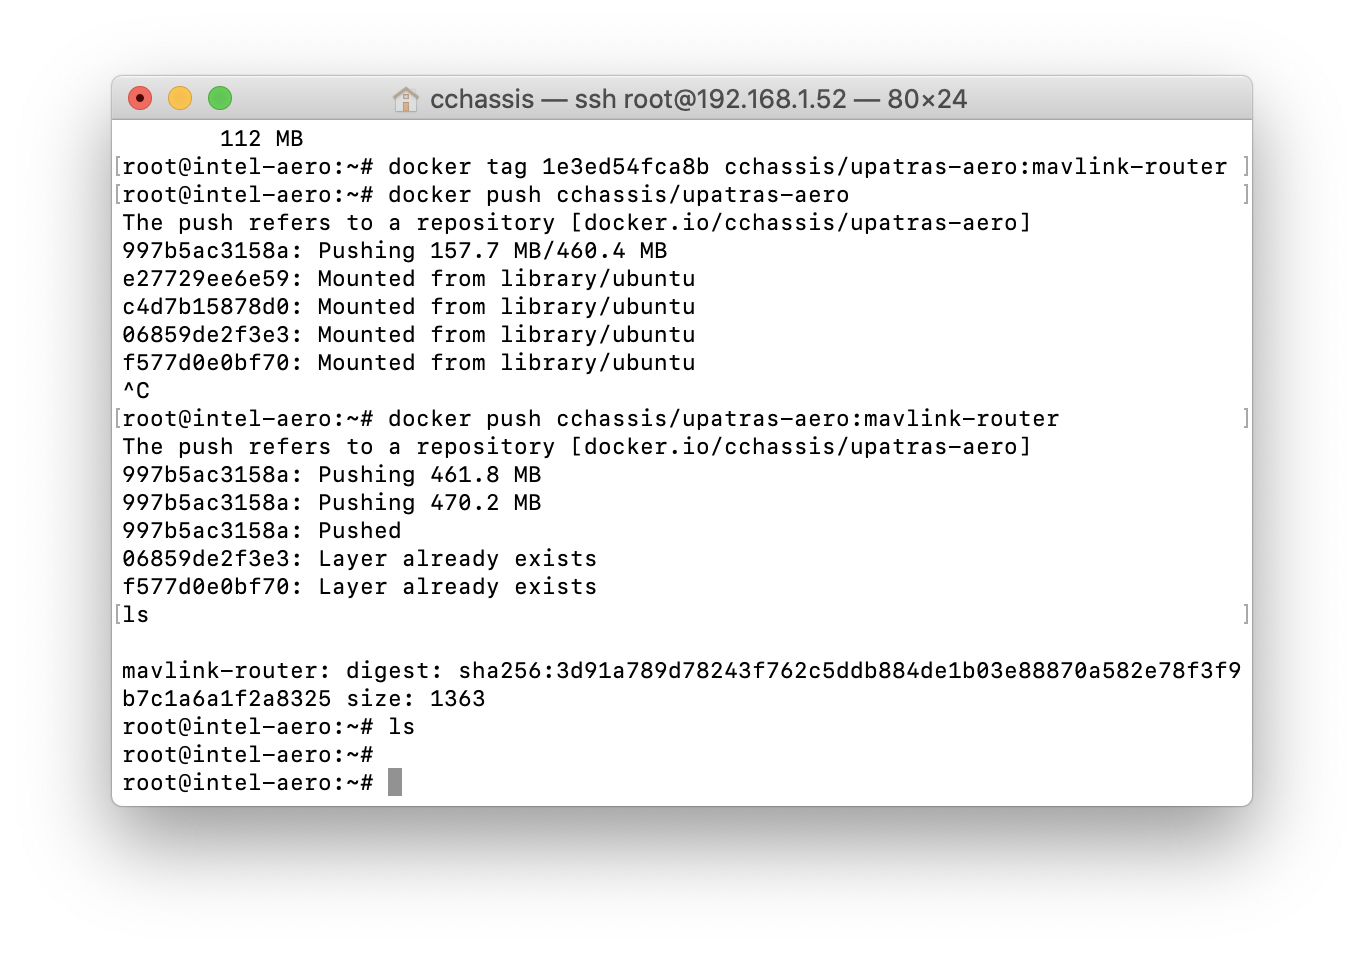 cchassis — ssh root@192.168.1.52 — 80×24
112 MB
[root@intel-aero:~# docker tag 1e3ed54fca8b cchassis/upatras-aero:mavlink-router ]
[root@intel-aero:~# docker push cchassis/upatras-aero ]
The push refers to a repository [docker.io/cchassis/upatras-aero]
997b5ac3158a: Pushing 157.7 MB/460.4 MB
e27729ee6e59: Mounted from library/ubuntu
c4d7b15878d0: Mounted from library/ubuntu
06859de2f3e3: Mounted from library/ubuntu
f577d0e0bf70: Mounted from library/ubuntu
^C
[root@intel-aero:~# docker push cchassis/upatras-aero:mavlink-router ]
The push refers to a repository [docker.io/cchassis/upatras-aero]
997b5ac3158a: Pushing 461.8 MB
997b5ac3158a: Pushing 470.2 MB
997b5ac3158a: Pushed
06859de2f3e3: Layer already exists
f577d0e0bf70: Layer already exists
[ls ]
mavlink-router: digest: sha256:3d91a789d78243f762c5ddb884de1b03e88870a582e78f3f9
b7c1a6a1f2a8325 size: 1363
root@intel-aero:~# ls
root@intel-aero:~#
root@intel-aero:~#